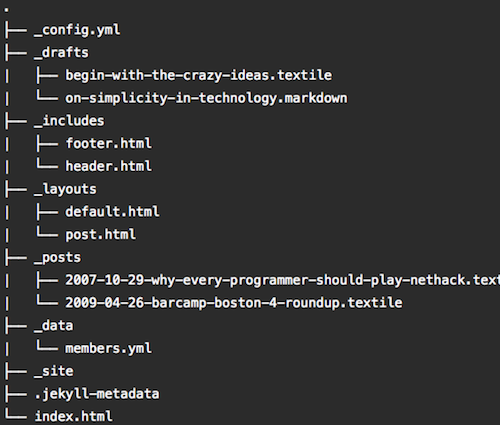 .
├── _config.yml
├── _drafts
|   ├── begin-with-the-crazy-ideas.textile
|   └── on-simplicity-in-technology.markdown
├── _includes
|   ├── footer.html
|   └── header.html
├── _layouts
|   ├── default.html
|   └── post.html
├── _posts
|   ├── 2007-10-29-why-every-programmer-should-play-nethack.text
|   └── 2009-04-26-barcamp-boston-4-roundup.textile
├── _data
|   └── members.yml
├── _site
├── .jekyll-metadata
└── index.html